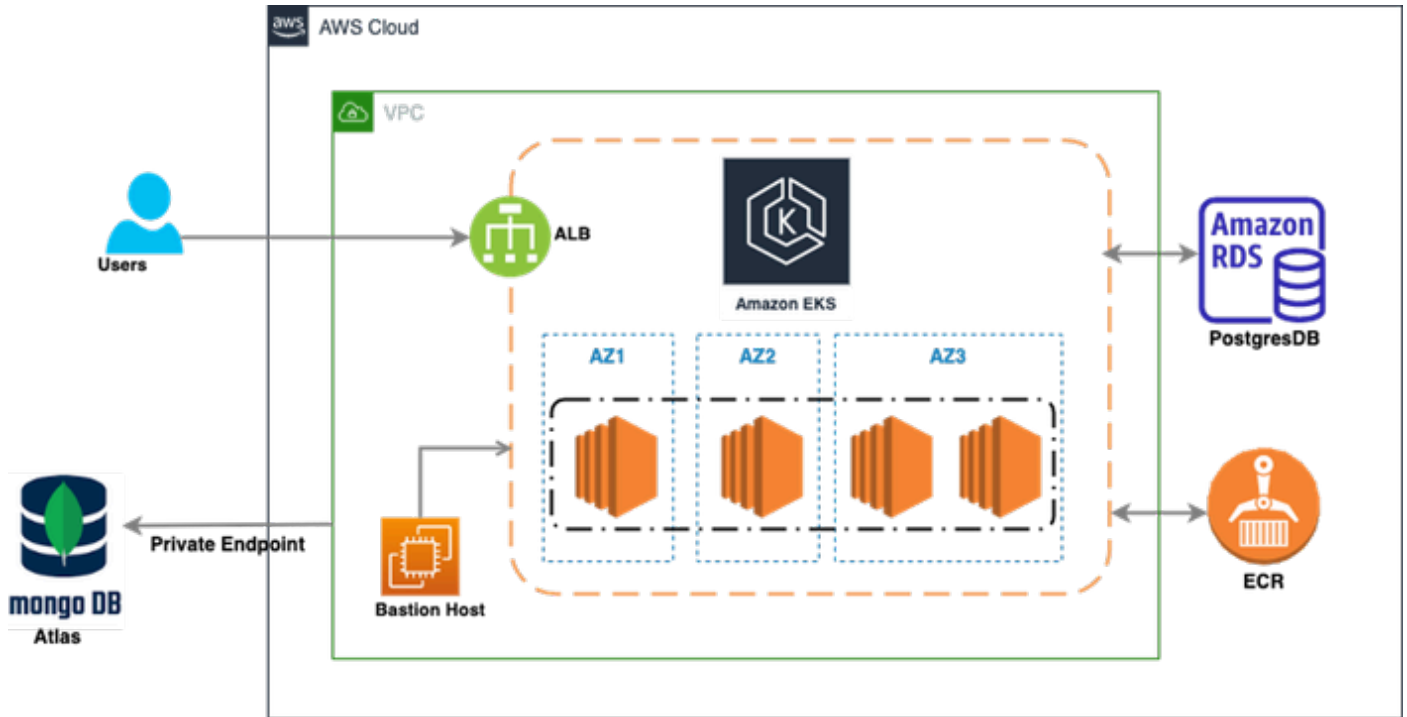 aws
AWS Cloud
VPC
Users
ALB
K
Amazon EKS
Amazon
RDS
PostgresDB
AZ1
AZ2
AZ3
mongo DB
Atlas
Private Endpoint
Bastion Host
ECR